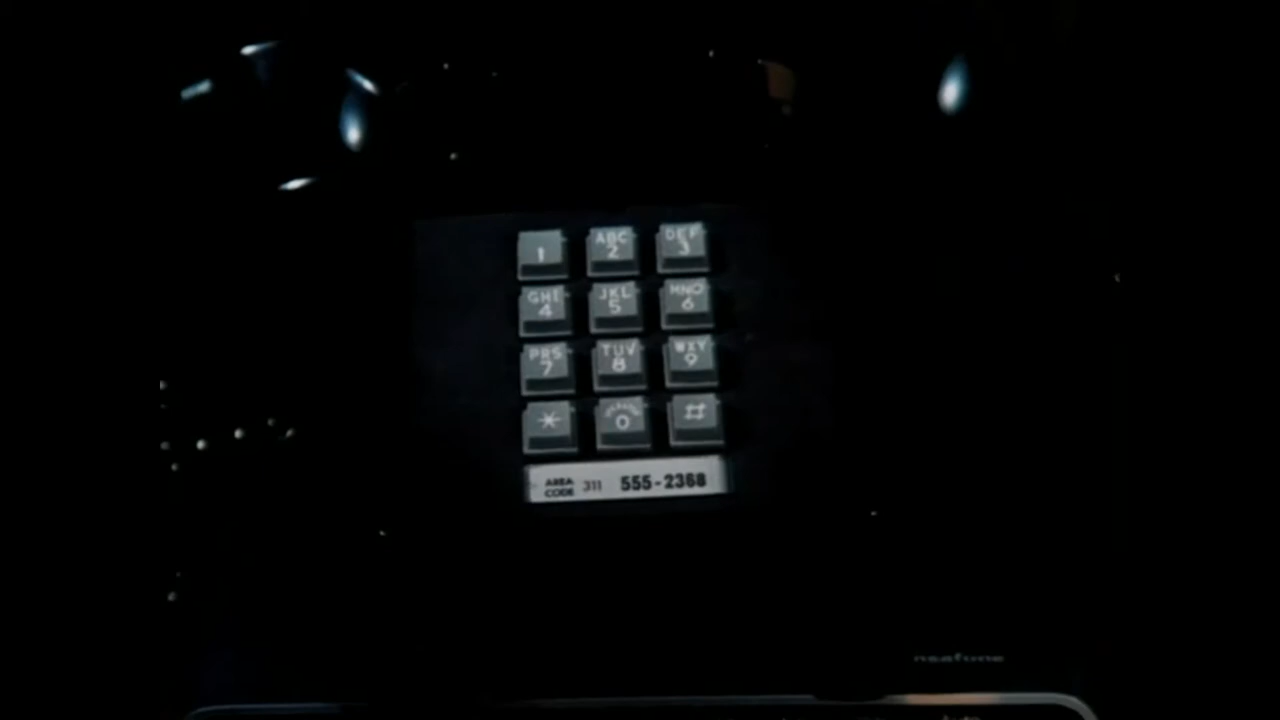 1 ABC 2 DEF 3
GHI 4 JKL 5 MNO 6
PRS 7 TUV 8 WXY 9
* 0 #
AREA CODE 311 555-2368